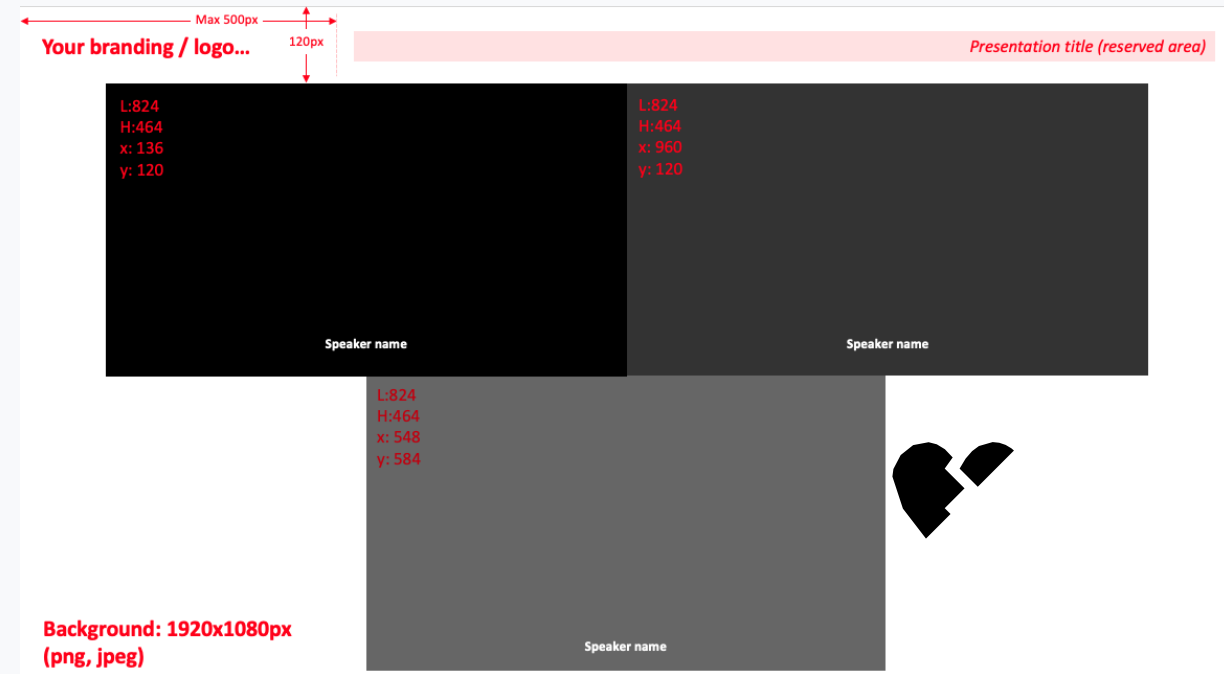 Max 500px
120px
Your branding / logo...
Presentation title (reserved area)
L:824
H:464
x: 136
y: 120
Speaker name
L:824
H:464
x: 960
y: 120
Speaker name
L:824
H:464
x: 548
y: 584
Speaker name
Background: 1920x1080px
(png, jpeg)